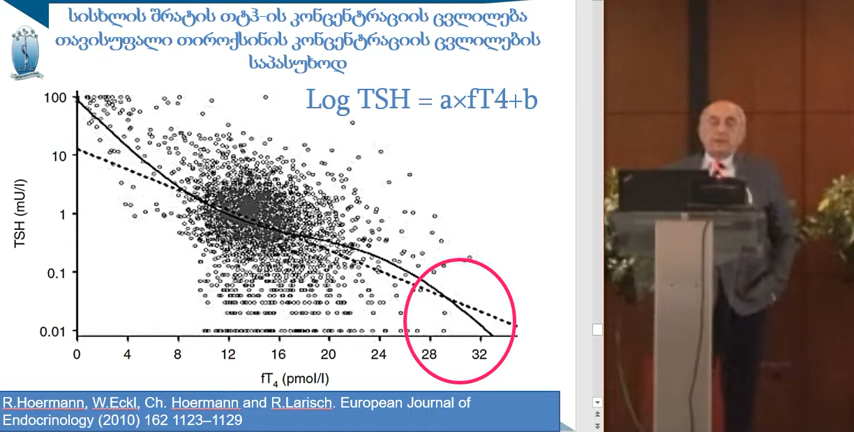 სისხლის შრატის თტჰ-ის კონცენტრაციის ცვლილება
თავისუფალი თიროქსინის კონცენტრაციის ცვლილების
საპასუხოდ
Log TSH = a×fT4+b
TSH (mU/l)
100
10
1
0.1
0.01
0 4 8 12 16 20 24 28 32
fT4 (pmol/l)
R.Hoermann, W.Eckl, Ch. Hoermann and R.Larisch. European Journal of
Endocrinology (2010) 162 1123–1129